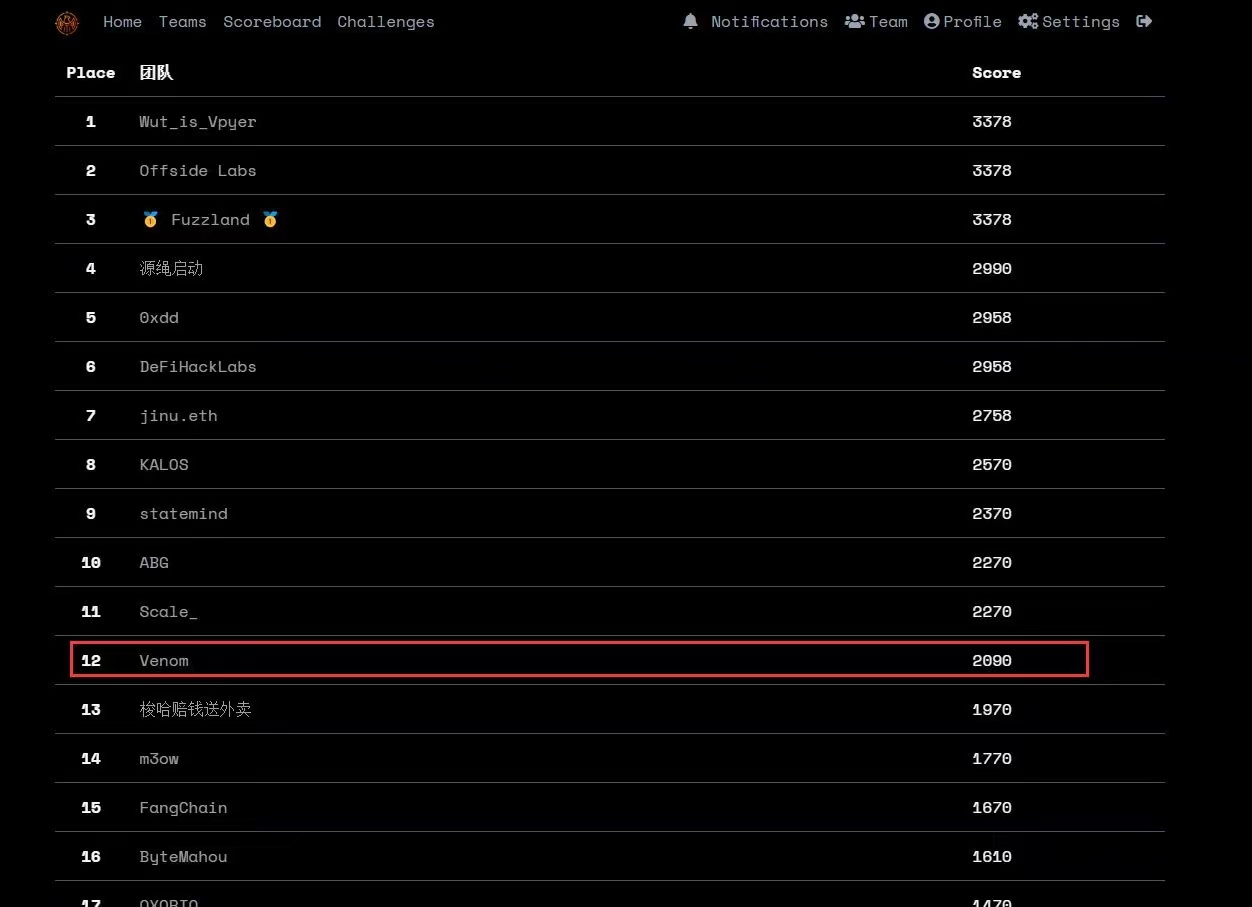 Home Teams Scoreboard Challenges Notifications Team Profile Settings
Place 团队 Score
1 Wut_is_Vpyer 3378
2 Offside Labs 3378
3 🥇 Fuzzland 🥇 3378
4 源绳启动 2990
5 0xdd 2958
6 DeFiHackLabs 2958
7 jinu.eth 2758
8 KALOS 2570
9 statemind 2370
10 ABG 2270
11 Scale_ 2270
12 Venom 2090
13 梭哈赔钱送外卖 1970
14 m3ow 1770
15 FangChain 1670
16 ByteMahou 1610
17 1470